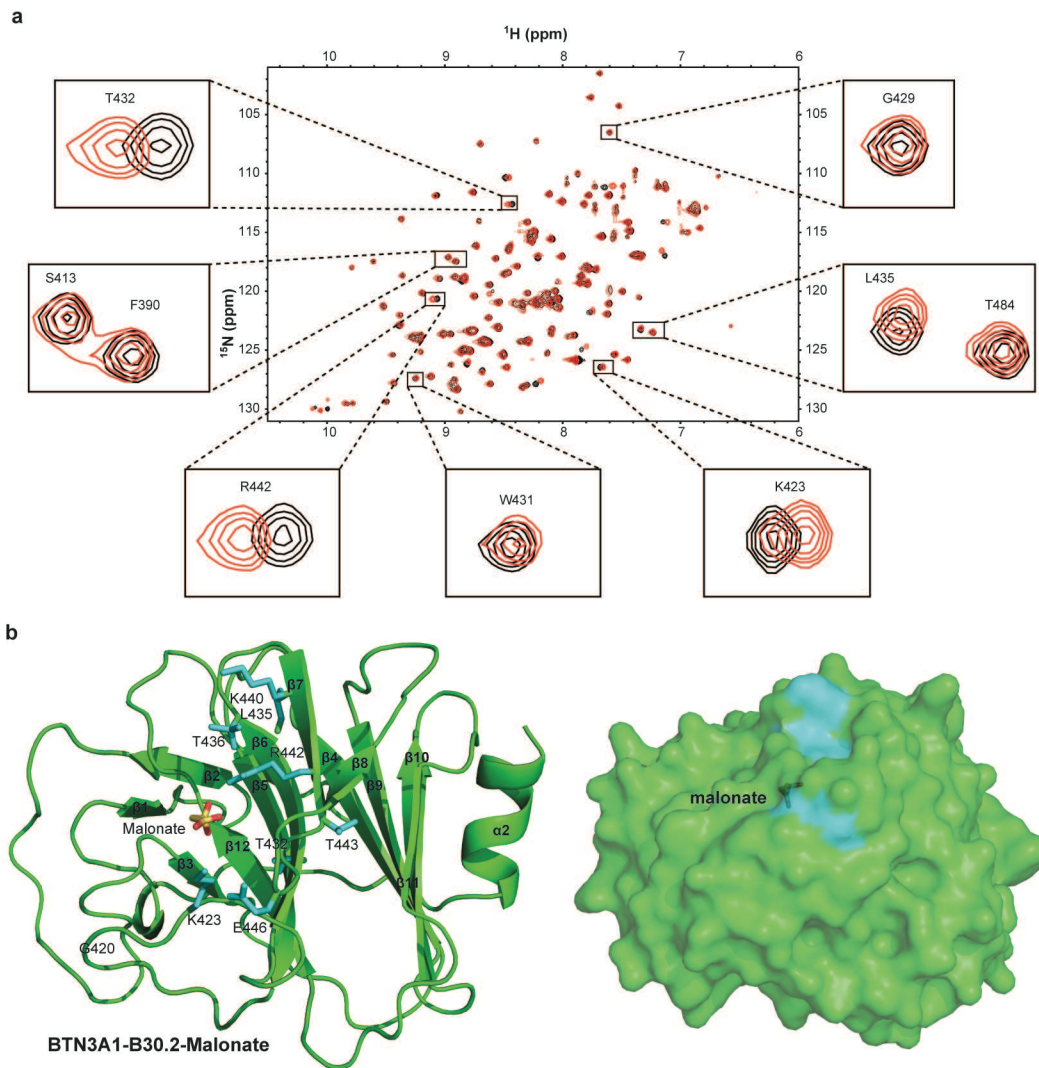 a
¹H (ppm)
10 9 8 7 6
105
110
115
120
125
130
¹⁵N (ppm)
105
110
115
120
125
130
10 9 8 7 6
T432
G429
S413
F390
L435
T484
R442
W431
K423
b
K440
β7
L435
T436
β6
R442
β4
β8
β10
β2
β5
β9
β1
Malonate
α2
β12
T432
T443
β3
β11
K423
E446
G420
BTN3A1-B30.2-Malonate
malonate